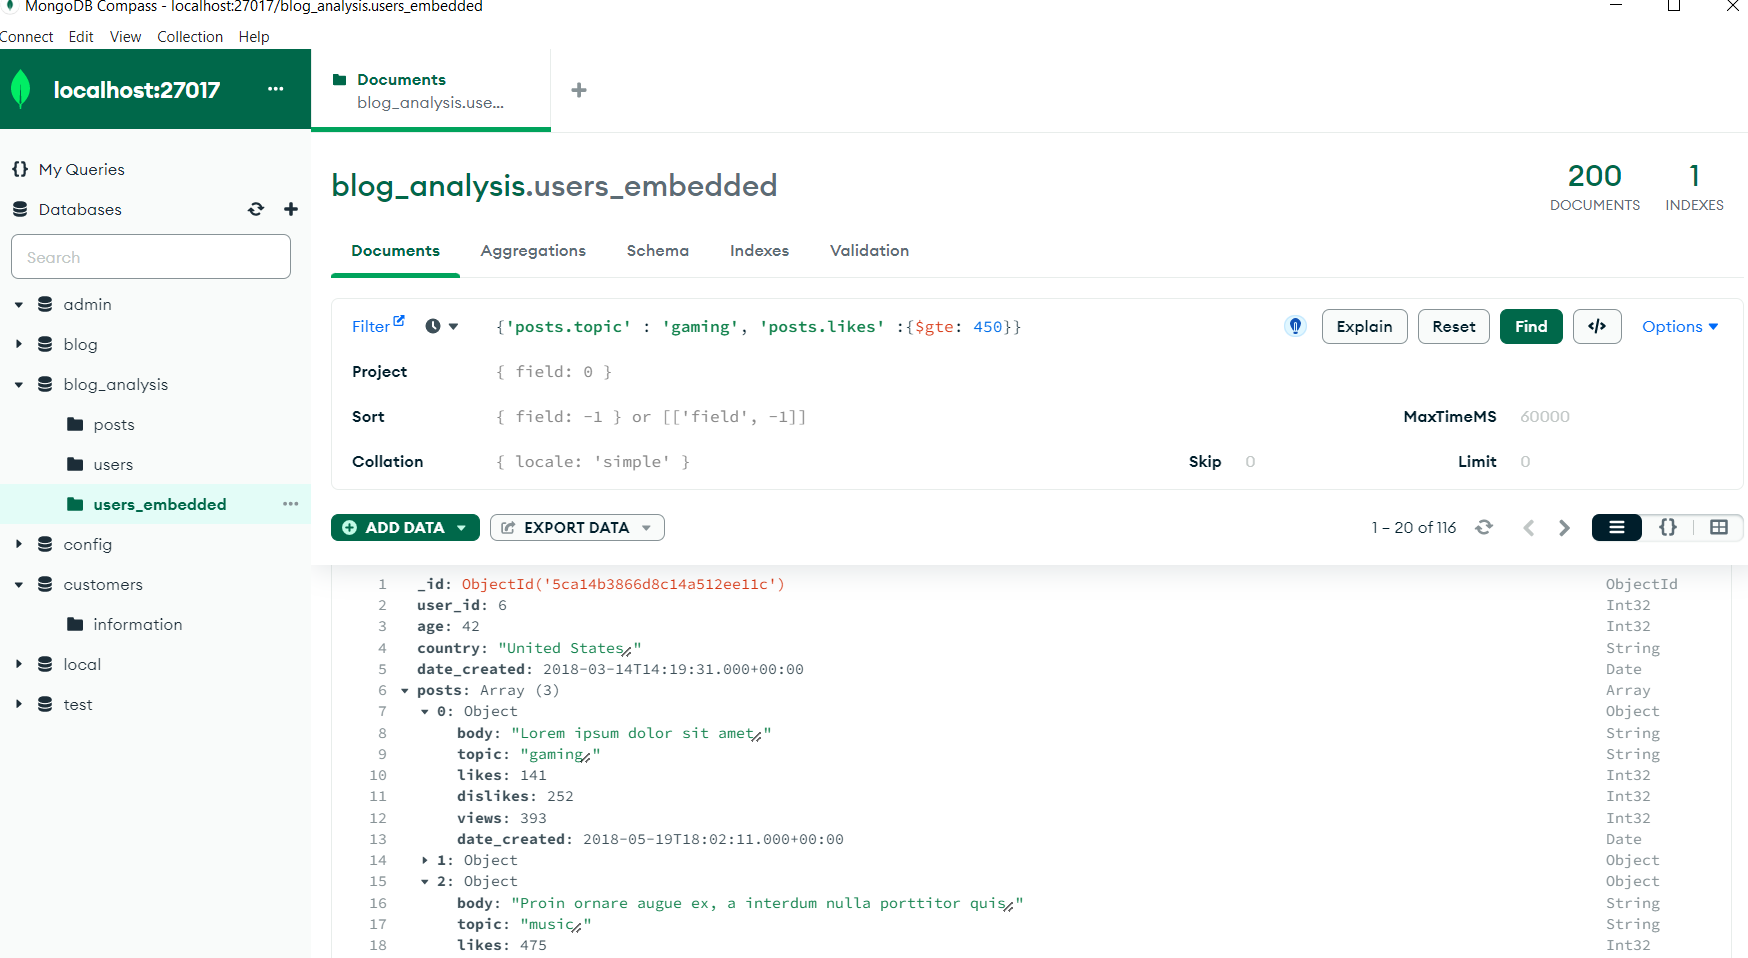 MongoDB Compass - localhost:27017/blog_analysis.users_embedded
Connect Edit View Collection Help
localhost:27017 ...
Documents
blog_analysis.use...
My Queries
Databases
Search
admin
blog
blog_analysis
posts
users
users_embedded ...
config
customers
information
local
test
blog_analysis.users_embedded
200 DOCUMENTS
1 INDEXES
Documents Aggregations Schema Indexes Validation
Filter {'posts.topic' : 'gaming', 'posts.likes' :{$gte: 450}} Explain Reset Find </> Options
Project { field: 0 }
Sort { field: -1 } or [['field', -1]] MaxTimeMS 60000
Collation { locale: 'simple' } Skip 0 Limit 0
ADD DATA EXPORT DATA 1 – 20 of 116 {}
1 _id: ObjectId('5ca14b3866d8c14a512ee11c') ObjectId
2 user_id: 6 Int32
3 age: 42 Int32
4 country: "United States" String
5 date_created: 2018-03-14T14:19:31.000+00:00 Date
6 posts: Array (3) Array
7 0: Object Object
8 body: "Lorem ipsum dolor sit amet" String
9 topic: "gaming" String
10 likes: 141 Int32
11 dislikes: 252 Int32
12 views: 393 Int32
13 date_created: 2018-05-19T18:02:11.000+00:00 Date
14 1: Object Object
15 2: Object Object
16 body: "Proin ornare augue ex, a interdum nulla porttitor quis" String
17 topic: "music" String
18 likes: 475 Int32